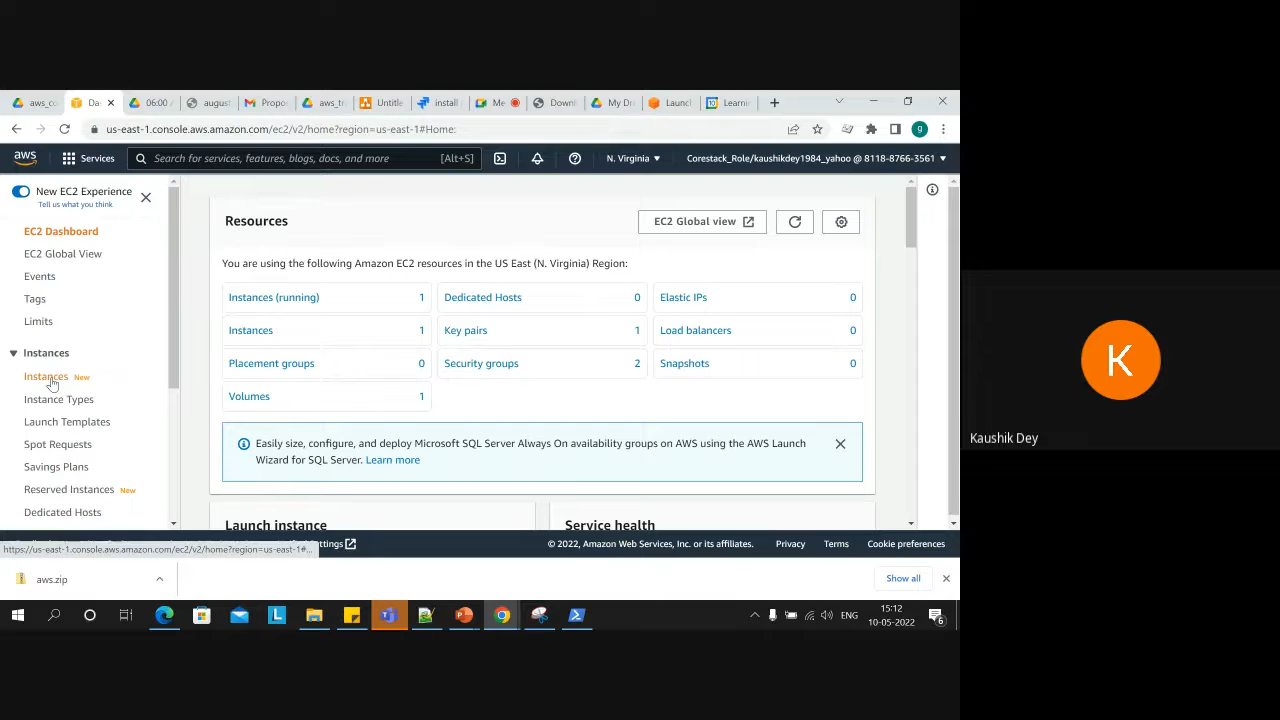 aws_co
Da
06:00
august
Propo
aws_tr
Untitle
install
Me
Downl
My Dr
Launch
Learni
us-east-1.console.aws.amazon.com/ec2/v2/home?region=us-east-1#Home:
g
aws
Services
Search for services, features, blogs, docs, and more
[Alt+S]
N. Virginia
Corestack_Role/kaushikdey1984_yahoo @ 8118-8766-3561
New EC2 Experience
Tell us what you think
EC2 Dashboard
EC2 Global View
Events
Tags
Limits
Instances
Instances New
Instance Types
Launch Templates
Spot Requests
Savings Plans
Reserved Instances New
Dedicated Hosts
Resources
EC2 Global view
You are using the following Amazon EC2 resources in the US East (N. Virginia) Region:
Instances (running) 1
Dedicated Hosts 0
Elastic IPs 0
Instances 1
Key pairs 1
Load balancers 0
Placement groups 0
Security groups 2
Snapshots 0
Volumes 1
Easily size, configure, and deploy Microsoft SQL Server Always On availability groups on AWS using the AWS Launch
Wizard for SQL Server. Learn more
Launch instance
Service health
https://us-east-1.console.aws.amazon.com/ec2/v2/home?region=us-east-1#...
ttings
© 2022, Amazon Web Services, Inc. or its affiliates.
Privacy
Terms
Cookie preferences
aws.zip
Show all
ENG
15:12
10-05-2022
6
K
Kaushik Dey